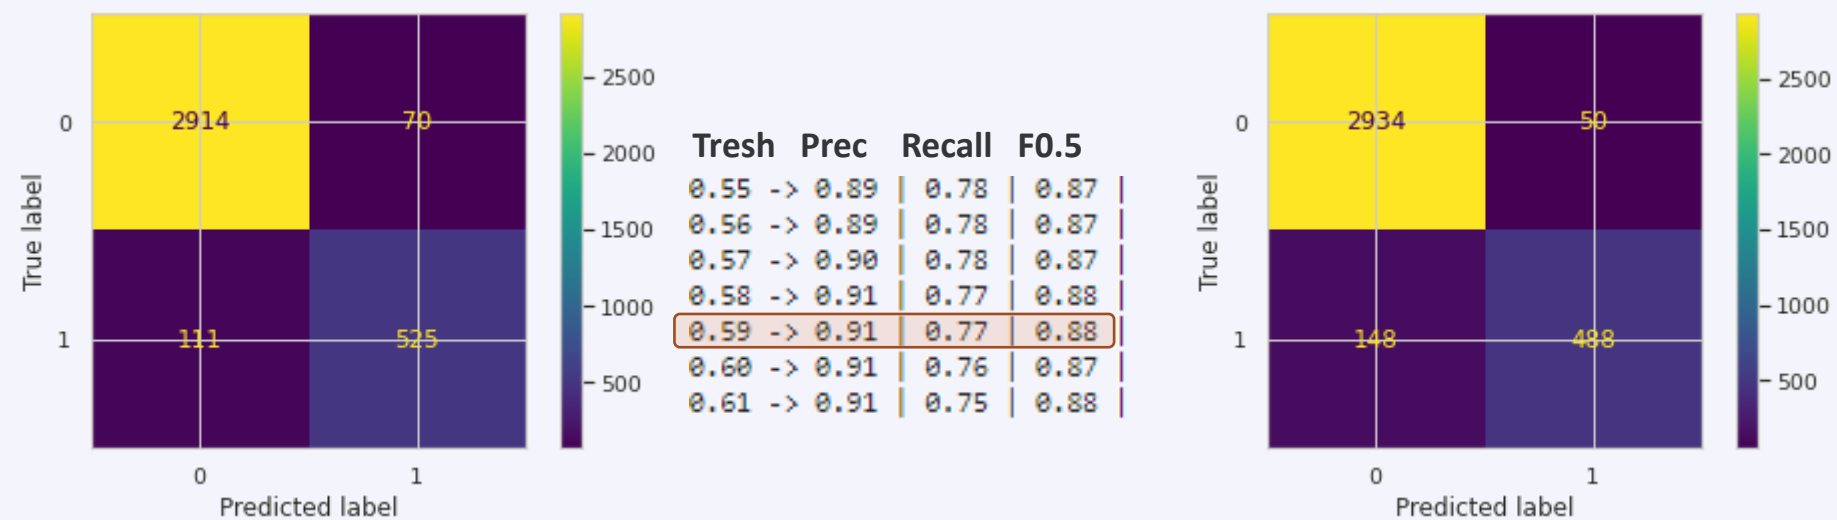 2914 70
111 525
0
1
True label
0 1
Predicted label
2500
2000
1500
1000
500
Tresh Prec Recall F0.5
0.55 -> 0.89 | 0.78 | 0.87 |
0.56 -> 0.89 | 0.78 | 0.87 |
0.57 -> 0.90 | 0.78 | 0.87 |
0.58 -> 0.91 | 0.77 | 0.88 |
0.59 -> 0.91 | 0.77 | 0.88 |
0.60 -> 0.91 | 0.76 | 0.87 |
0.61 -> 0.91 | 0.75 | 0.88 |
2934 50
148 488
0
1
True label
0 1
Predicted label
2500
2000
1500
1000
500